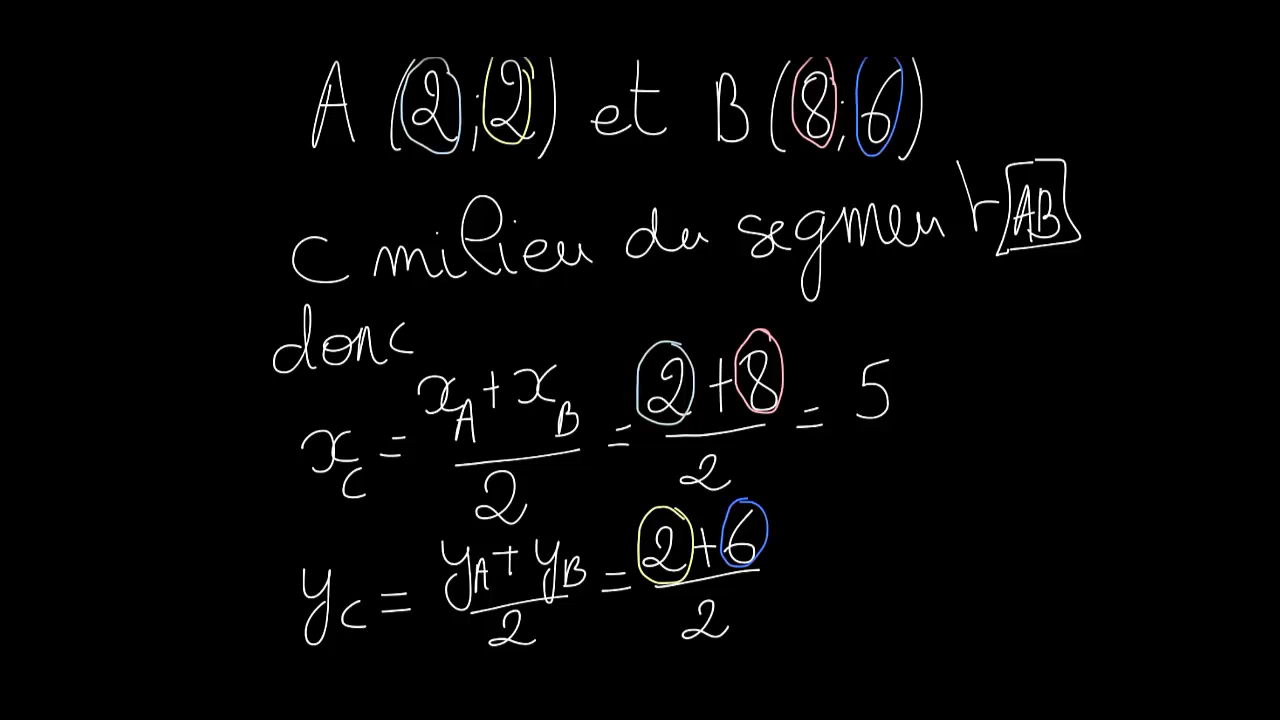 A (2;2) et B (8;6)
C milieu du segment [AB]
donc
x_C = (x_A + x_B)/2 = (2+8)/2 = 5
y_C = (y_A + y_B)/2 = (2+6)/2